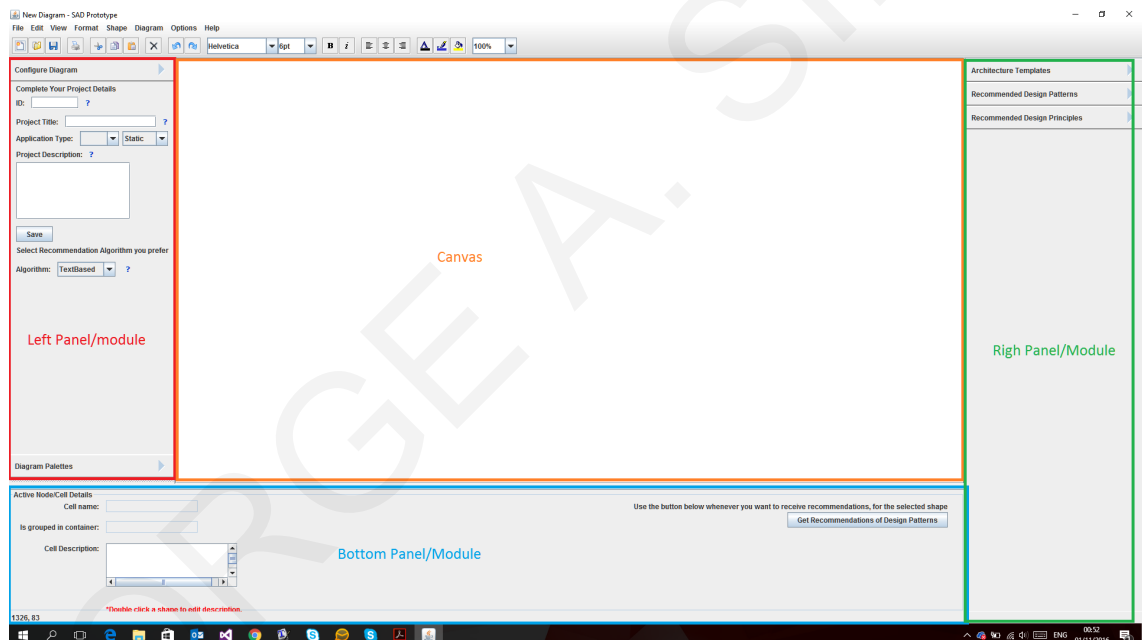 New Diagram - SAD Prototype
File Edit View Format Shape Diagram Options Help
Helvetica 6pt B i 100%
Configure Diagram
Complete Your Project Details
ID: ?
Project Title: ?
Application Type: Static
Project Description: ?
Save
Select Recommendation Algorithm you prefer
Algorithm: TextBased ?
Left Panel/module
Diagram Palettes
Canvas
Architecture Templates
Recommended Design Patterns
Recommended Design Principles
Righ Panel/Module
Active Node/Cell Details
Cell name:
Is grouped in container:
Cell Description:
*Double click a shape to edit description.
Bottom Panel/Module
Use the button below whenever you want to receive recommendations, for the selected shape
Get Recommendations of Design Patterns
1326, 83
ENG
00:52
01/11/2016
ORGE A. S